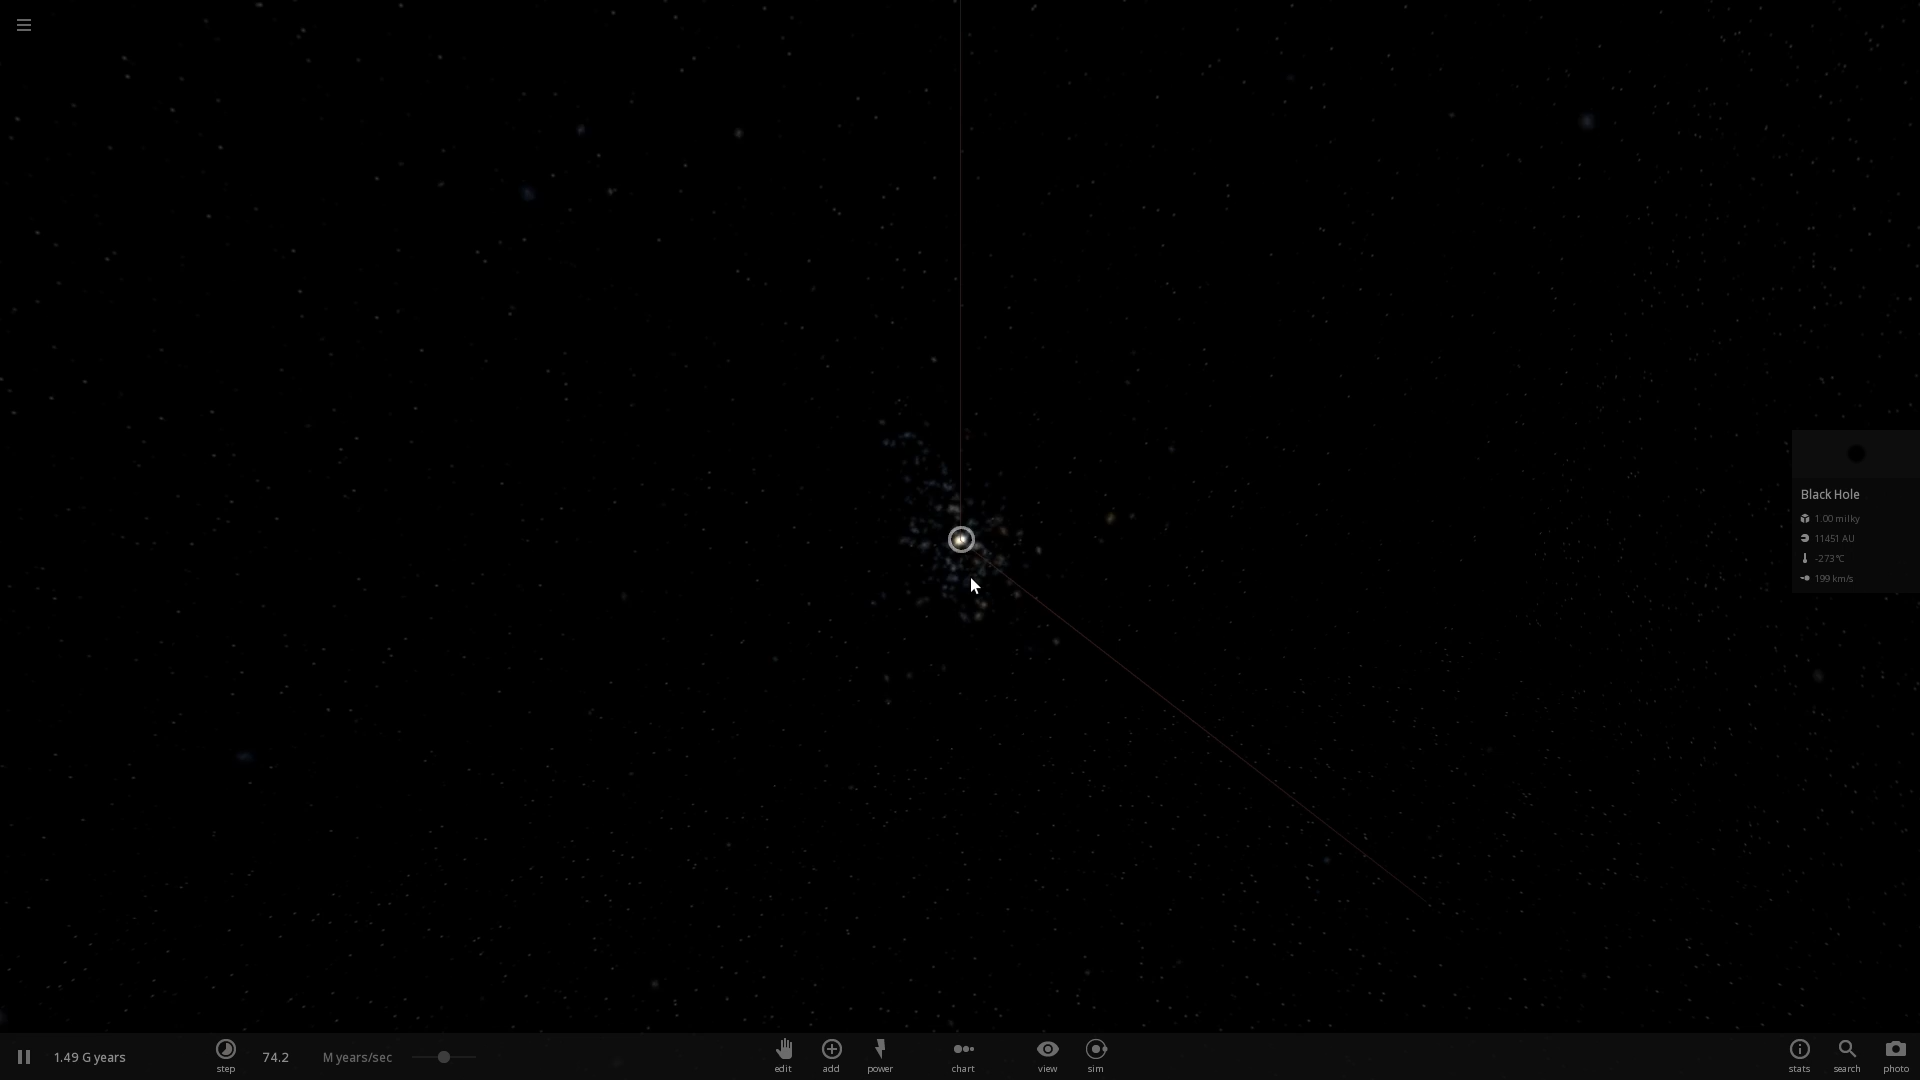 Black Hole
1.00 milky
11451 AU
-273°C
199 km/s
1.49 G years
step
74.2
M years/sec
edit
add
power
chart
view
sim
stats
search
photo